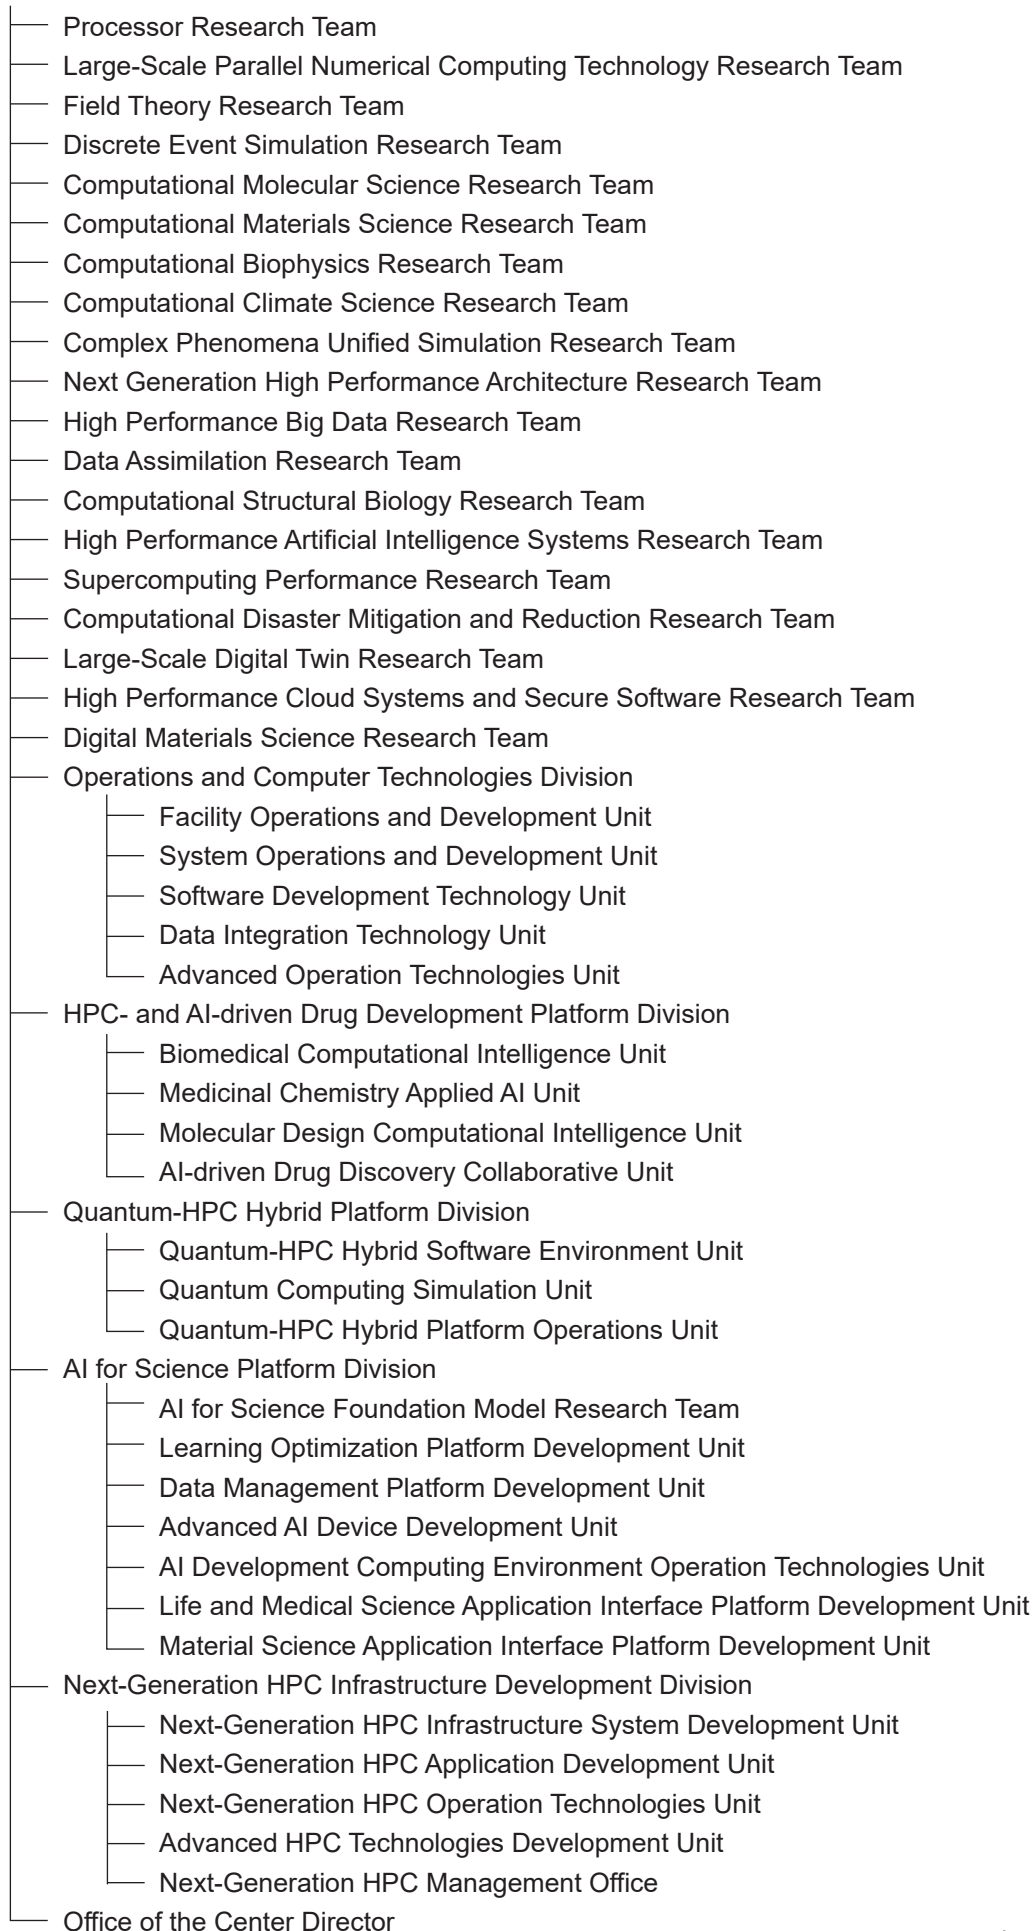 Processor Research Team
Large-Scale Parallel Numerical Computing Technology Research Team
Field Theory Research Team
Discrete Event Simulation Research Team
Computational Molecular Science Research Team
Computational Materials Science Research Team
Computational Biophysics Research Team
Computational Climate Science Research Team
Complex Phenomena Unified Simulation Research Team
Next Generation High Performance Architecture Research Team
High Performance Big Data Research Team
Data Assimilation Research Team
Computational Structural Biology Research Team
High Performance Artificial Intelligence Systems Research Team
Supercomputing Performance Research Team
Computational Disaster Mitigation and Reduction Research Team
Large-Scale Digital Twin Research Team
High Performance Cloud Systems and Secure Software Research Team
Digital Materials Science Research Team
Operations and Computer Technologies Division
Facility Operations and Development Unit
System Operations and Development Unit
Software Development Technology Unit
Data Integration Technology Unit
Advanced Operation Technologies Unit
HPC- and AI-driven Drug Development Platform Division
Biomedical Computational Intelligence Unit
Medicinal Chemistry Applied AI Unit
Molecular Design Computational Intelligence Unit
AI-driven Drug Discovery Collaborative Unit
Quantum-HPC Hybrid Platform Division
Quantum-HPC Hybrid Software Environment Unit
Quantum Computing Simulation Unit
Quantum-HPC Hybrid Platform Operations Unit
AI for Science Platform Division
AI for Science Foundation Model Research Team
Learning Optimization Platform Development Unit
Data Management Platform Development Unit
Advanced AI Device Development Unit
AI Development Computing Environment Operation Technologies Unit
Life and Medical Science Application Interface Platform Development Unit
Material Science Application Interface Platform Development Unit
Next-Generation HPC Infrastructure Development Division
Next-Generation HPC Infrastructure System Development Unit
Next-Generation HPC Application Development Unit
Next-Generation HPC Operation Technologies Unit
Advanced HPC Technologies Development Unit
Next-Generation HPC Management Office
Office of the Center Director